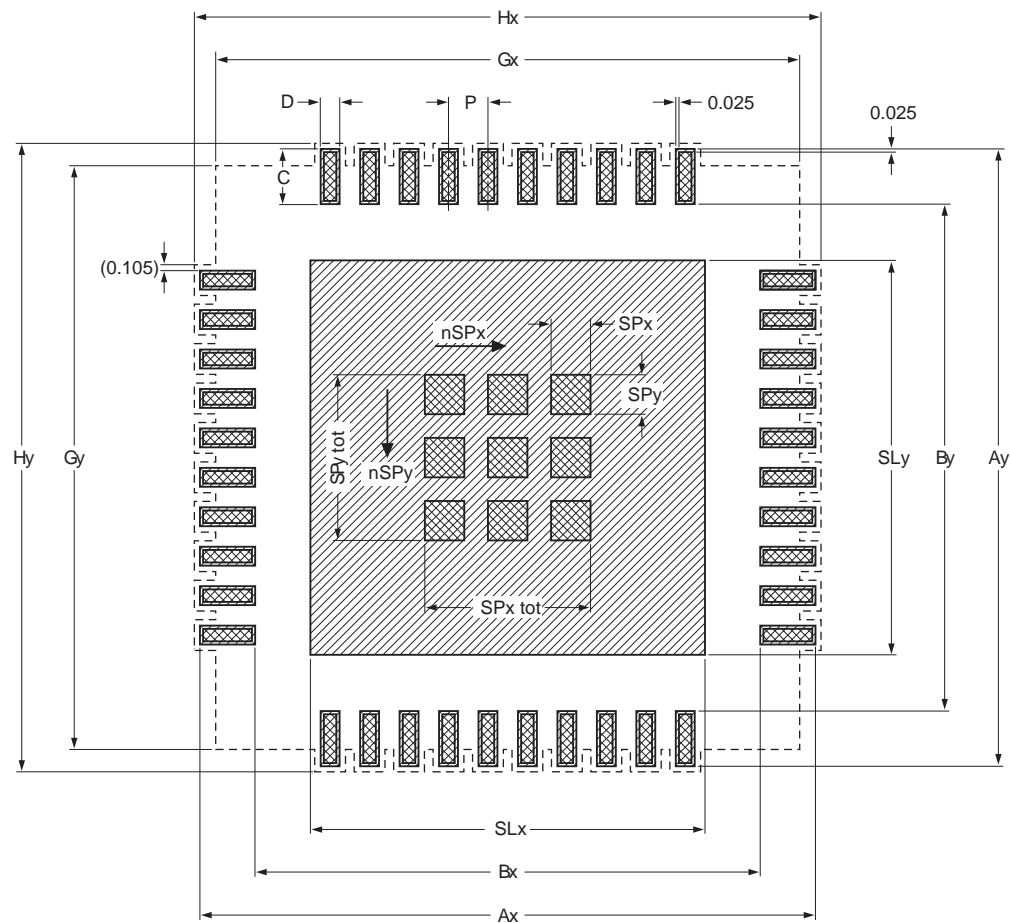 Hx
Gx
D
P
0.025
0.025
C
(0.105)
nSPx
SPx
SPy
SPy tot
nSPy
Hy
Gy
SLy
By
Ay
SPx tot
SLx
Bx
Ax